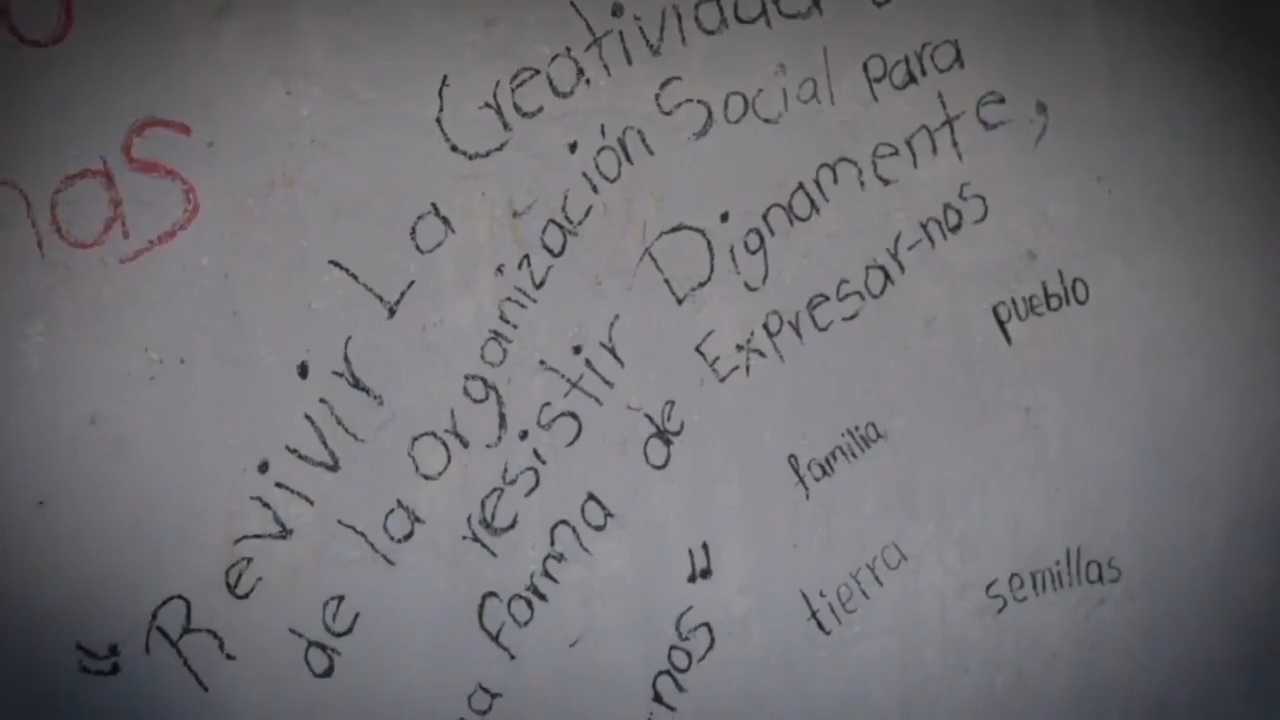 nas
“Revivir La Creatividad
de la Organización Social para
resistir Dignamente,
a forma de Expresar-nos
nos”
pueblo
familia
tierra
semillas